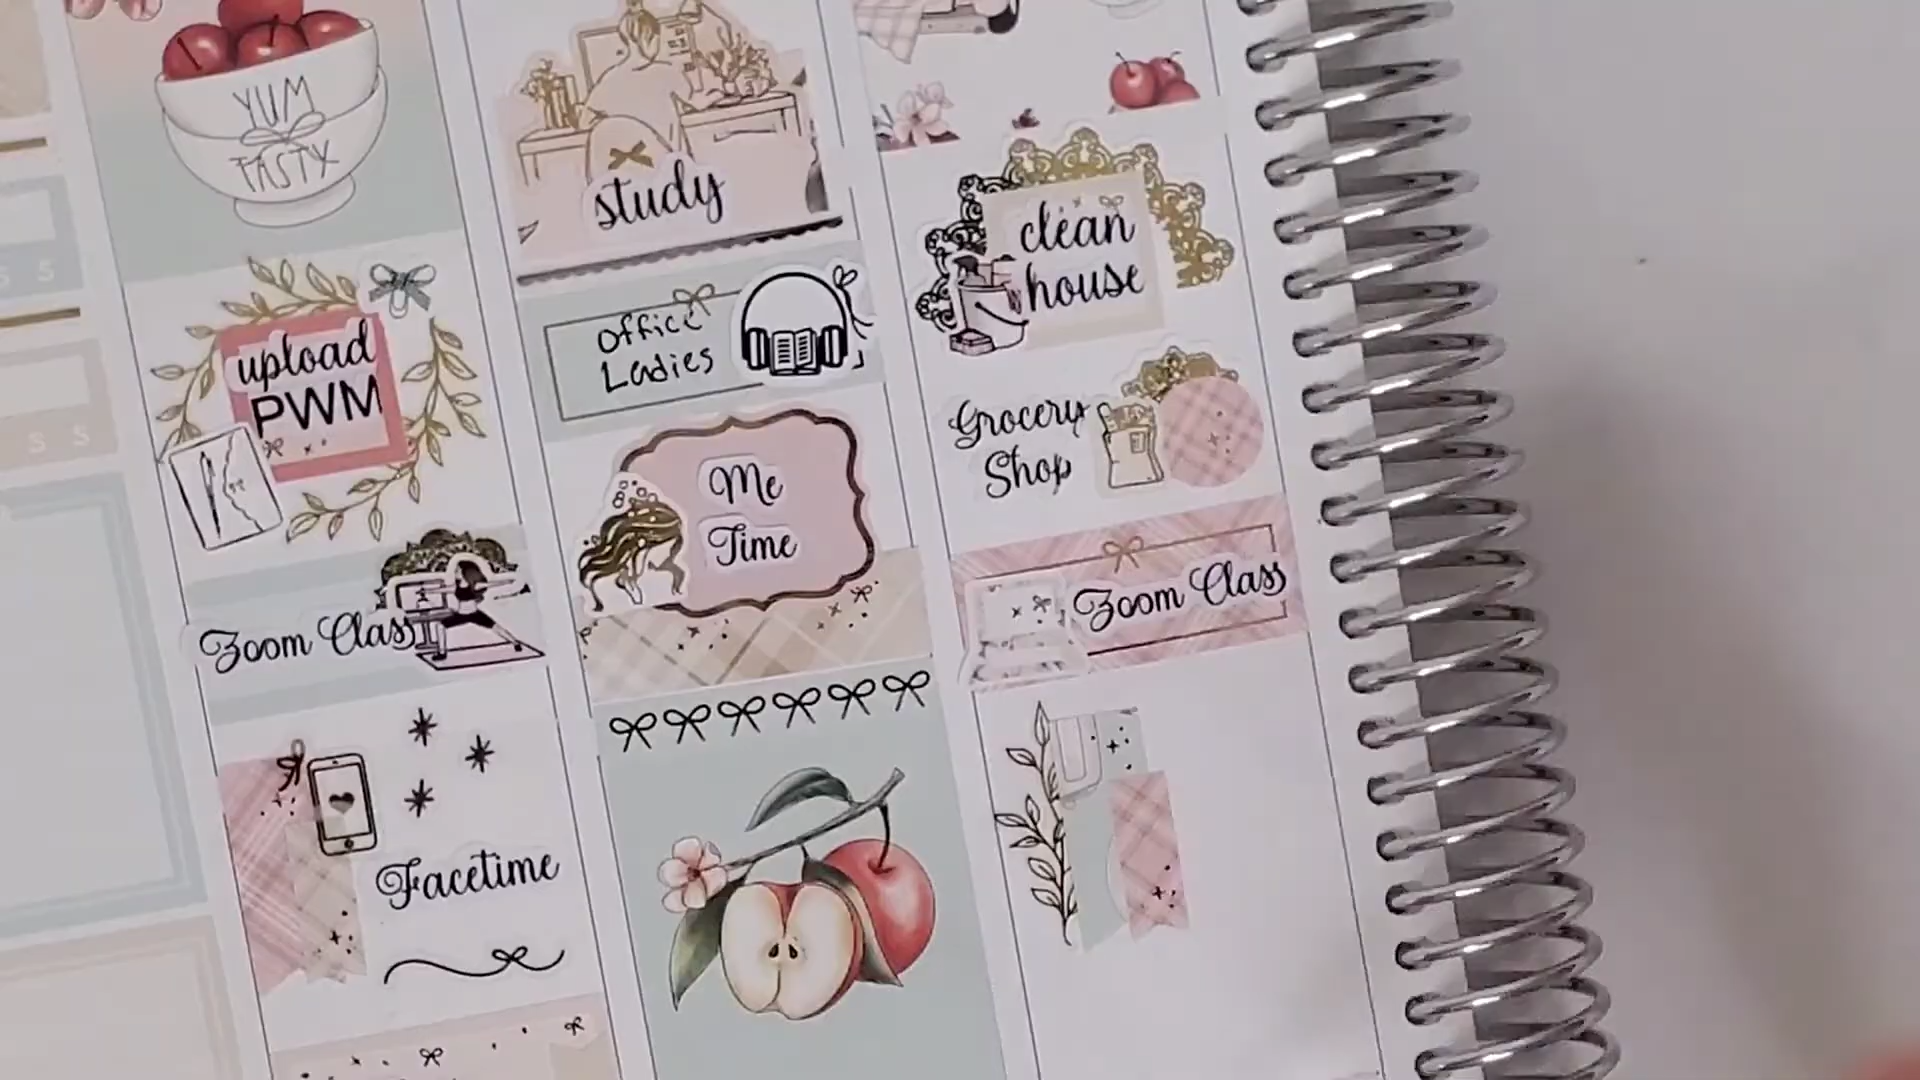 YUM
TASTY
upload
PWM
Zoom Class
Facetime
study
Office
Ladies
Me
Time
clean
house
Grocery
Shop
Zoom Class
S S
S S